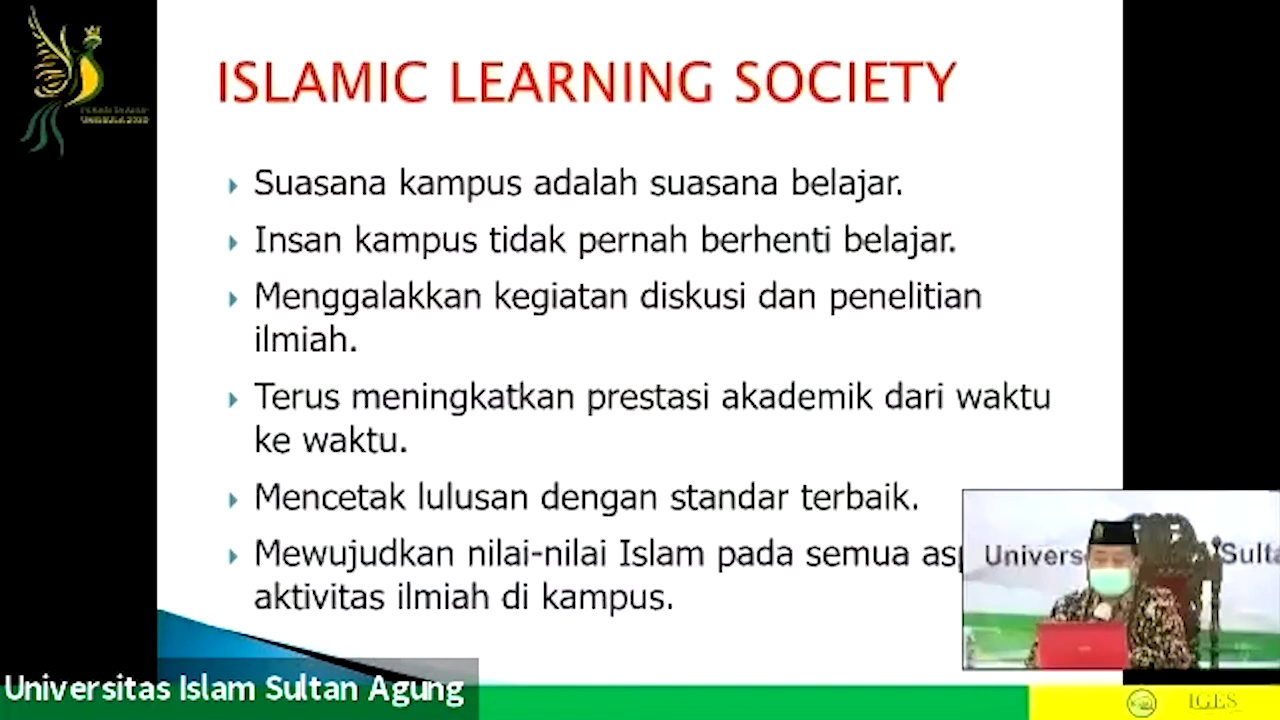 ISLAMIC LEARNING SOCIETY
Suasana kampus adalah suasana belajar.
Insan kampus tidak pernah berhenti belajar.
Menggalakkan kegiatan diskusi dan penelitian
ilmiah.
Terus meningkatkan prestasi akademik dari waktu
ke waktu.
Mencetak lulusan dengan standar terbaik.
Mewujudkan nilai-nilai Islam pada semua asp
aktivitas ilmiah di kampus.
Univers Sulta
Universitas Islam Sultan Agung
IGES